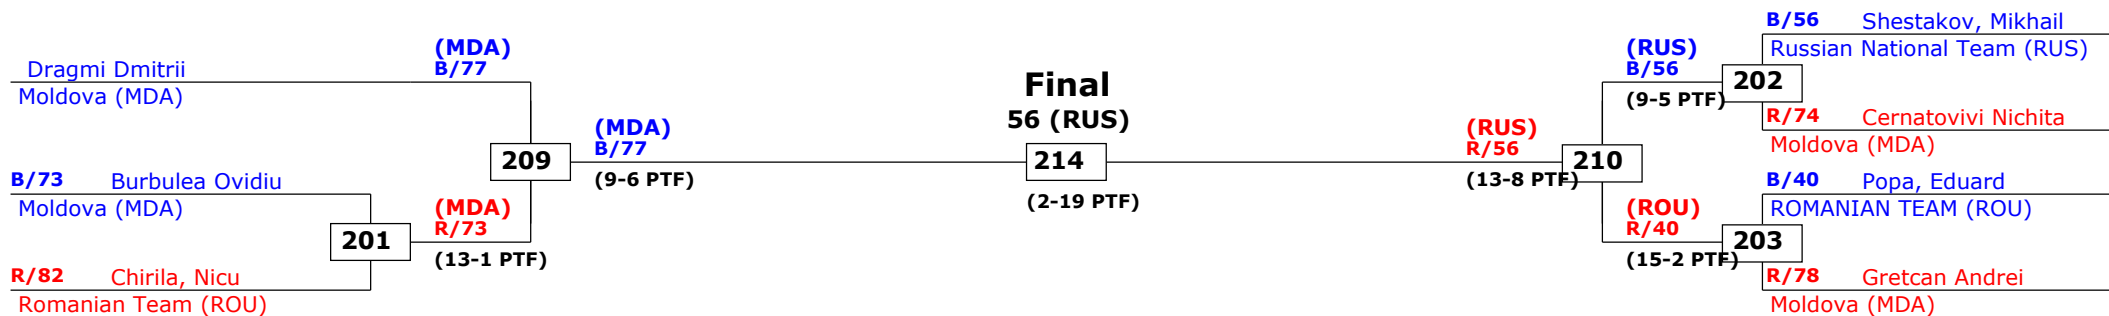 Dragmi Dmitrii
Moldova (MDA)
B/73 Burbulea Ovidiu
Moldova (MDA)
R/82 Chirila, Nicu
Romanian Team (ROU)
201
(MDA)
B/77
(MDA)
R/73
(13-1 PTF)
209
(MDA)
B/77
(9-6 PTF)
Final
56 (RUS)
214
(2-19 PTF)
(RUS)
R/56
(13-8 PTF)
210
(RUS)
B/56
(9-5 PTF)
(ROU)
R/40
(15-2 PTF)
202
203
B/56 Shestakov, Mikhail
Russian National Team (RUS)
R/74 Cernatovivi Nichita
Moldova (MDA)
B/40 Popa, Eduard
ROMANIAN TEAM (ROU)
R/78 Gretcan Andrei
Moldova (MDA)